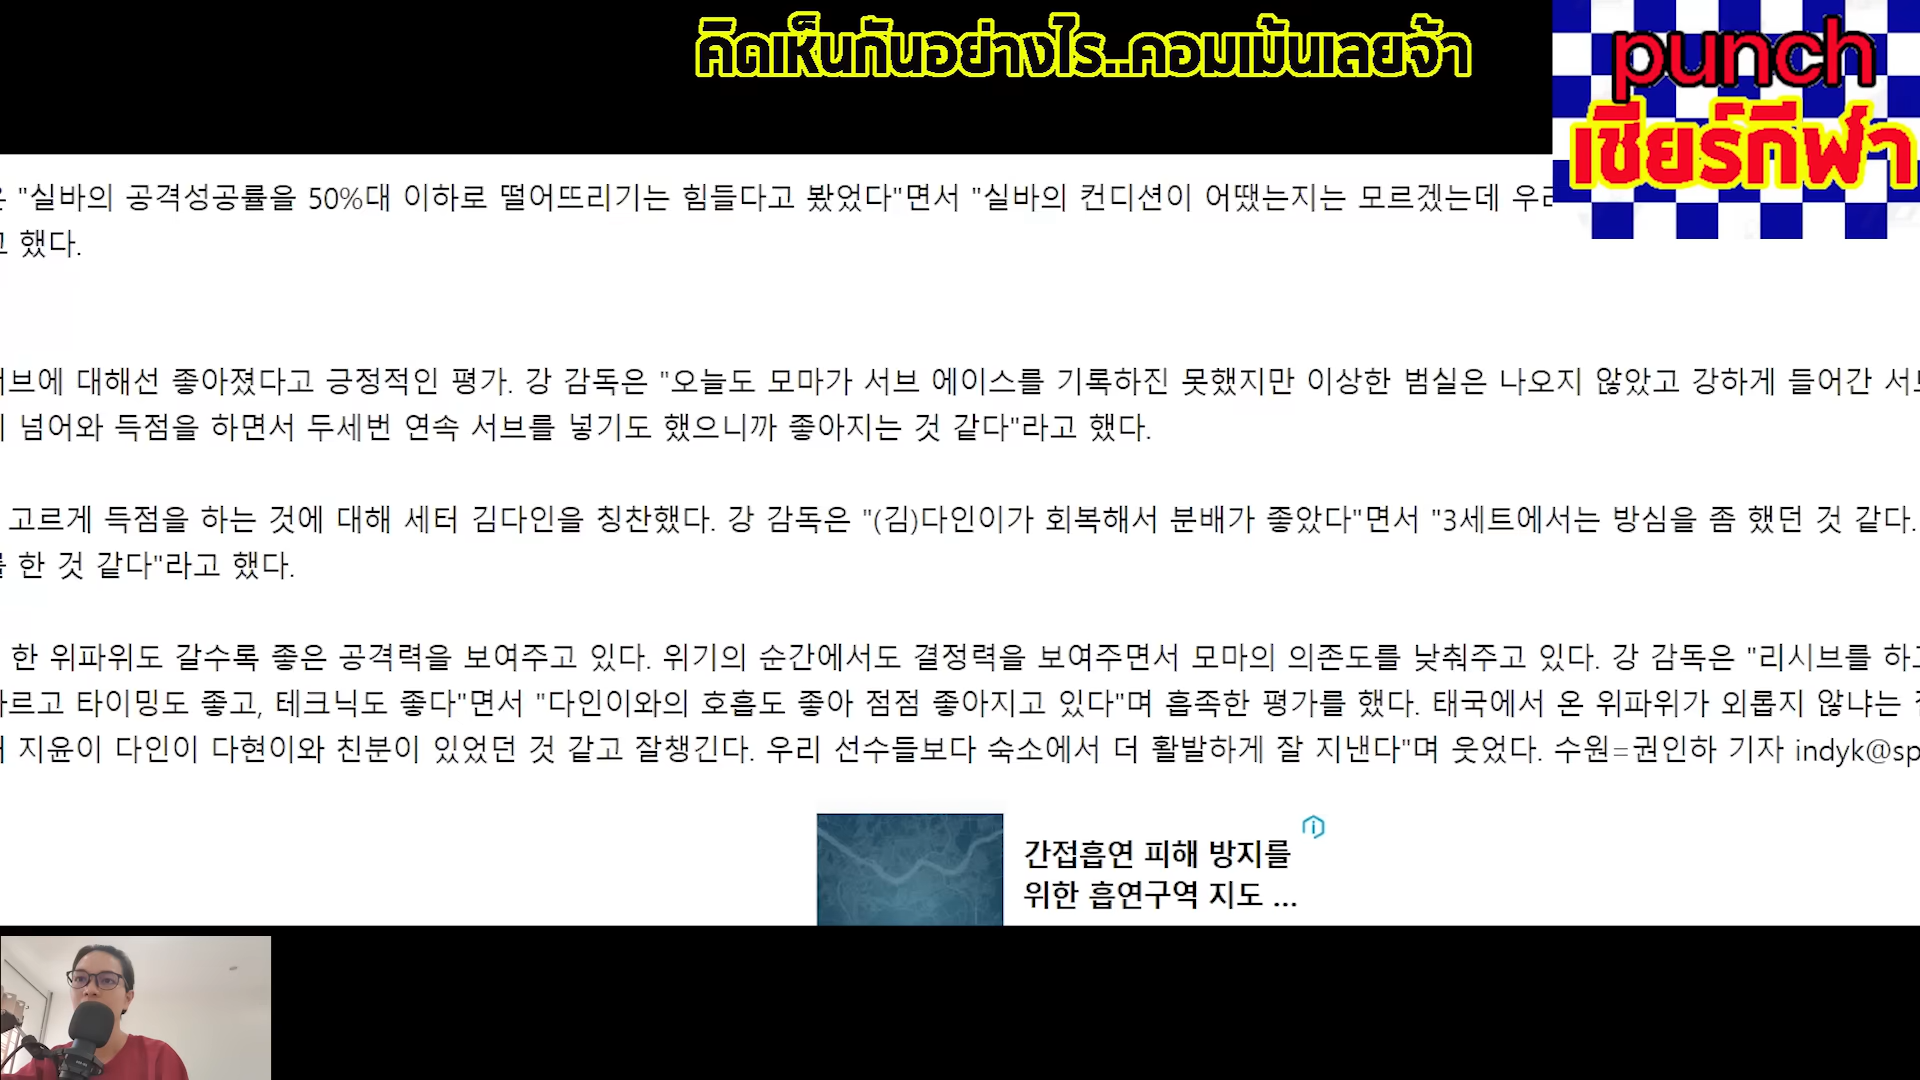 คิดเห็นกันอย่างไร..คอมเม้นเลยจ้า
punch
เชียร์กีฬา
"실바의 공격성공률을 50%대 이하로 떨어뜨리기는 힘들다고 봤었다"면서 "실바의 컨디션이 어땠는지는 모르겠는데 우리
고 했다.
서브에 대해선 좋아졌다고 긍정적인 평가. 강 감독은 "오늘도 모마가 서브 에이스를 기록하진 못했지만 이상한 범실은 나오지 않았고 강하게 들어간 서브
넘어와 득점을 하면서 두세번 연속 서브를 넣기도 했으니까 좋아지는 것 같다"라고 했다.
고르게 득점을 하는 것에 대해 세터 김다인을 칭찬했다. 강 감독은 "(김)다인이가 회복해서 분배가 좋았다"면서 "3세트에서는 방심을 좀 했던 것 같다.
를 한 것 같다"라고 했다.
한 위파위도 갈수록 좋은 공격력을 보여주고 있다. 위기의 순간에서도 결정력을 보여주면서 모마의 의존도를 낮춰주고 있다. 강 감독은 "리시브를 하고
빠르고 타이밍도 좋고, 테크닉도 좋다"면서 "다인이와의 호흡도 좋아 점점 좋아지고 있다"며 흡족한 평가를 했다. 태국에서 온 위파위가 외롭지 않냐는
지윤이 다인이 다현이와 친분이 있었던 것 같고 잘챙긴다. 우리 선수들보다 숙소에서 더 활발하게 잘 지낸다"며 웃었다. 수원=권인하 기자 indyk@sp
간접흡연 피해 방지를
위한 흡연구역 지도 ...